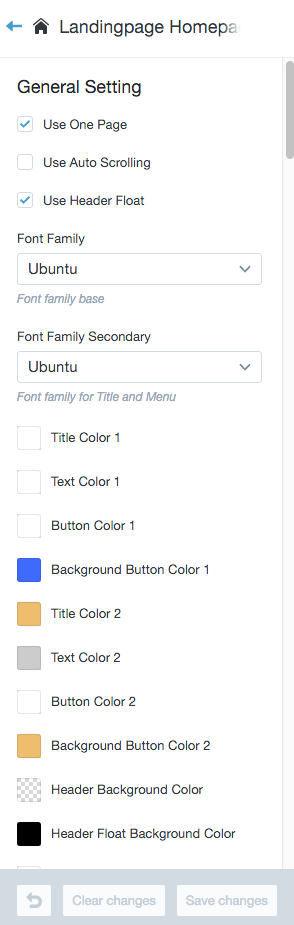 Landingpage Homepa
General Setting
Use One Page
Use Auto Scrolling
Use Header Float
Font Family
Ubuntu
Font family base
Font Family Secondary
Ubuntu
Font family for Title and Menu
Title Color 1
Text Color 1
Button Color 1
Background Button Color 1
Title Color 2
Text Color 2
Button Color 2
Background Button Color 2
Header Background Color
Header Float Background Color
Clear changes
Save changes